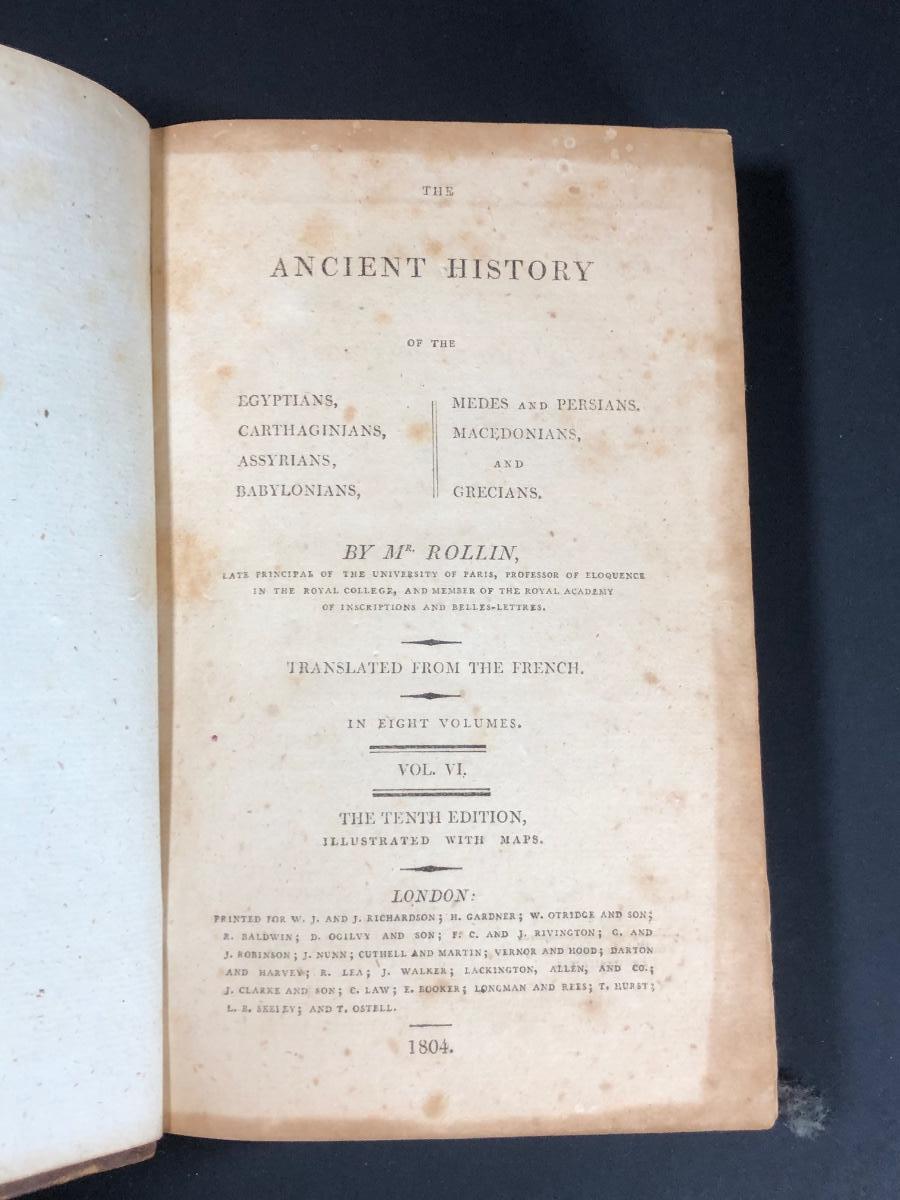 THE
ANCIENT HISTORY
OF THE
EGYPTIANS,
CARTHAGINIANS,
ASSYRIANS,
BABYLONIANS,
MEDES AND PERSIANS.
MACEDONIANS,
AND
GRECIANS.
BY MR. ROLLIN,
LATE PRINCIPAL OF THE UNIVERSITY OF PARIS, PROFESSOR OF ELOQUENCE
IN THE ROYAL COLLEGE, AND MEMBER OF THE ROYAL ACADEMY
OF INSCRIPTIONS AND BELLES-LETTRES.
TRANSLATED FROM THE FRENCH.
IN EIGHT VOLUMES.
VOL. VI.
THE TENTH EDITION,
ILLUSTRATED WITH MAPS.
LONDON:
PRINTED FOR W. J. AND J. RICHARDSON; H. GARDNER; W. OTRIDGE AND SON;
R. BALDWIN; D. OGILVY AND SON; F. C. AND J. RIVINGTON; G. AND
J. ROBINSON; J. NUNN; CUTHELL AND MARTIN; VERNOR AND HOOD; DARTON
AND HARVEY; R. LEA; J. WALKER; LACKINGTON, ALLEN, AND CO.;
J. CLARKE AND SON; C. LAW; E. BOOKER; LONGMAN AND REES; T. HURST;
L. B. SEELEY; AND T. OSTELL.
1804.